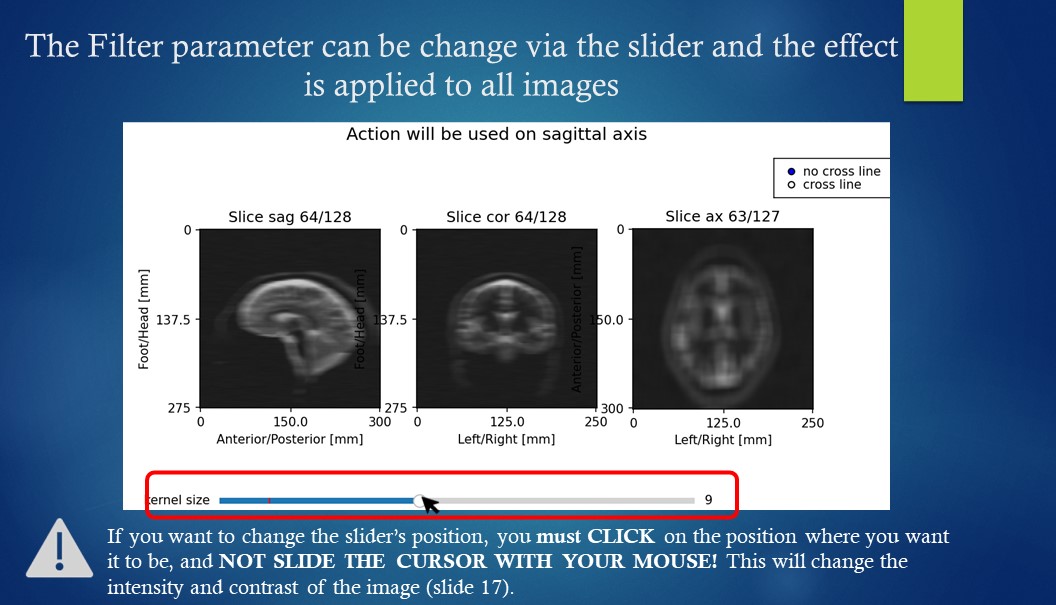 The Filter parameter can be change via the slider and the effect
is applied to all images
Action will be used on sagittal axis
no cross line
cross line
Slice sag 64/128
Slice cor 64/128
Slice ax 63/127
0
137.5
275
Foot/Head [mm]
0
150.0
300
Anterior/Posterior [mm]
0
137.5
275
Foot/Head [mm]
0
125.0
250
Left/Right [mm]
0
150.0
300
Anterior/Posterior [mm]
0
125.0
250
Left/Right [mm]
ernel size
9
If you want to change the slider’s position, you must CLICK on the position where you want
it to be, and NOT SLIDE THE CURSOR WITH YOUR MOUSE! This will change the
intensity and contrast of the image (slide 17).